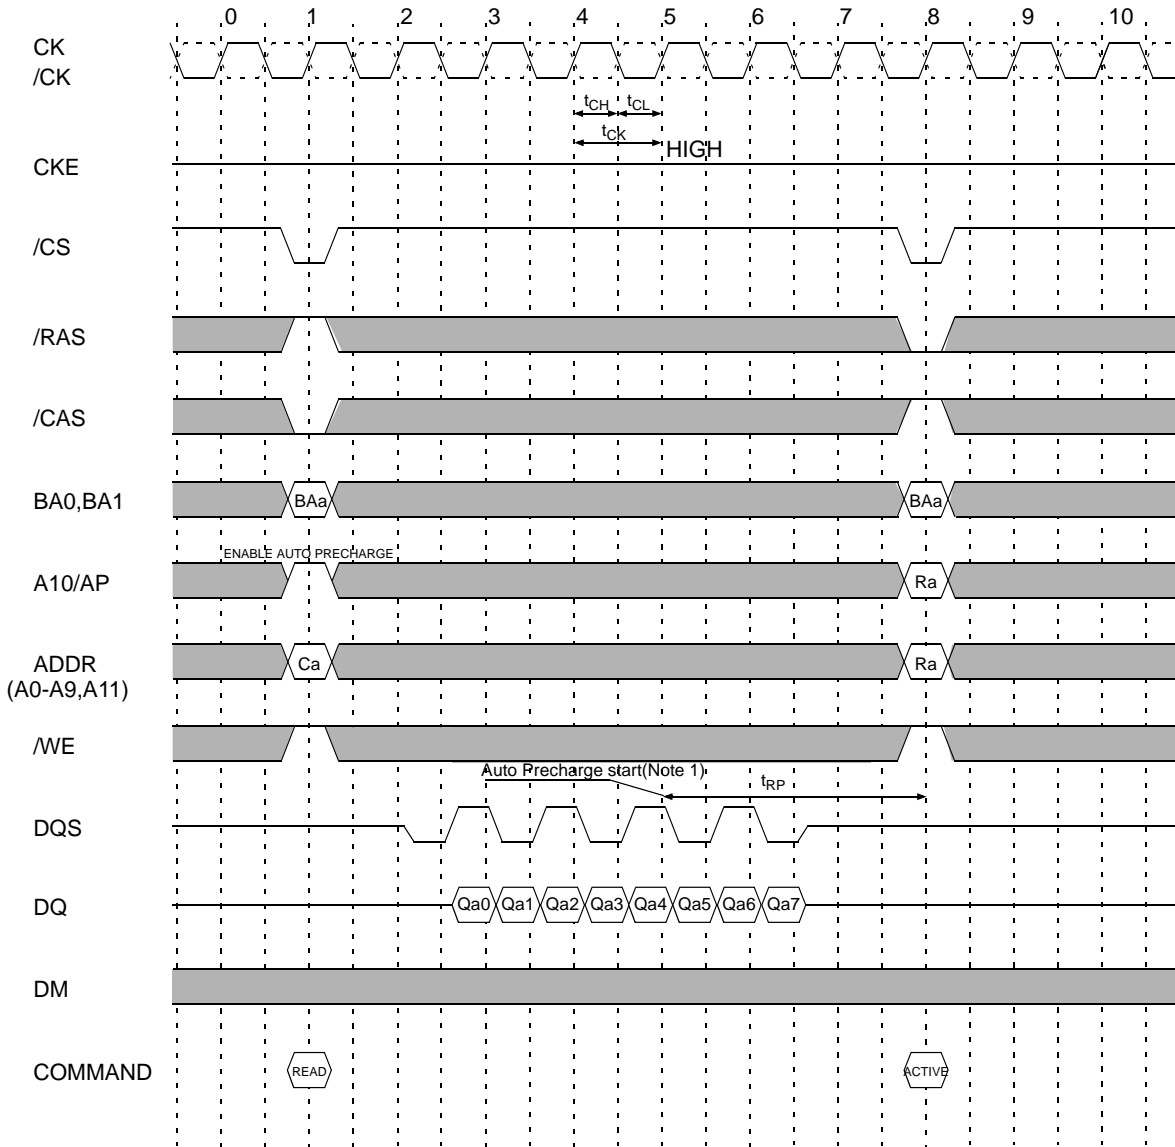 0 1 2 3 4 5 6 7 8 9 10
CK
/CK
tCH tCL
tCK
HIGH
CKE
/CS
/RAS
/CAS
BA0,BA1 BAa BAa
ENABLE AUTO PRECHARGE
A10/AP Ra
ADDR Ca Ra
(A0-A9,A11)
/WE
Auto Precharge start(Note 1)
tRP
DQS
DQ Qa0 Qa1 Qa2 Qa3 Qa4 Qa5 Qa6 Qa7
DM
COMMAND READ ACTIVE